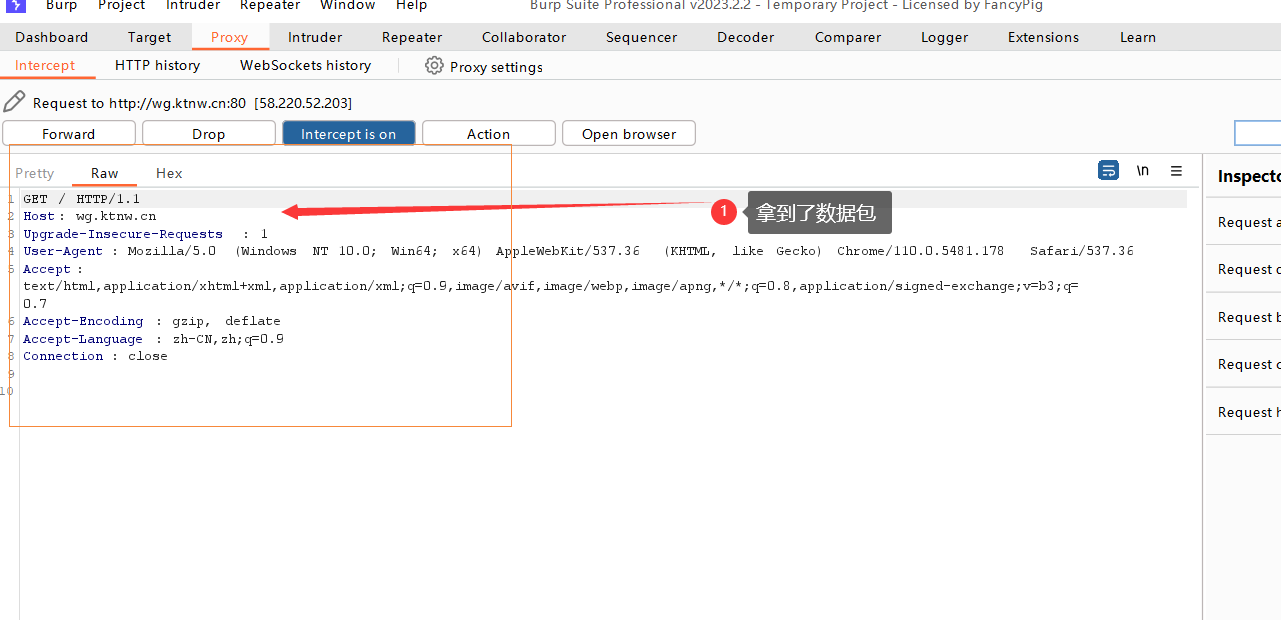 Burp Project Intruder Repeater Window Help Burp Suite Professional v2023.2.2 - Temporary Project - Licensed by FancyPig
Dashboard Target Proxy Intruder Repeater Collaborator Sequencer Decoder Comparer Logger Extensions Learn
Intercept HTTP history WebSockets history Proxy settings
Request to http://wg.ktnw.cn:80 [58.220.52.203]
Forward Drop Intercept is on Action Open browser
Pretty Raw Hex \n
Inspecto
1 GET / HTTP/1.1
2 Host : wg.ktnw.cn
1 拿到了数据包
Request a
3 Upgrade-Insecure-Requests : 1
4 User-Agent : Mozilla/5.0 (Windows NT 10.0; Win64; x64) AppleWebKit/537.36 (KHTML, like Gecko) Chrome/110.0.5481.178 Safari/537.36
5 Accept :
Request q
text/html,application/xhtml+xml,application/xml;q=0.9,image/avif,image/webp,image/apng,*/*;q=0.8,application/signed-exchange;v=b3;q=
0.7
6 Accept-Encoding : gzip, deflate
Request b
7 Accept-Language : zh-CN,zh;q=0.9
8 Connection : close
Request c
9
10
Request h